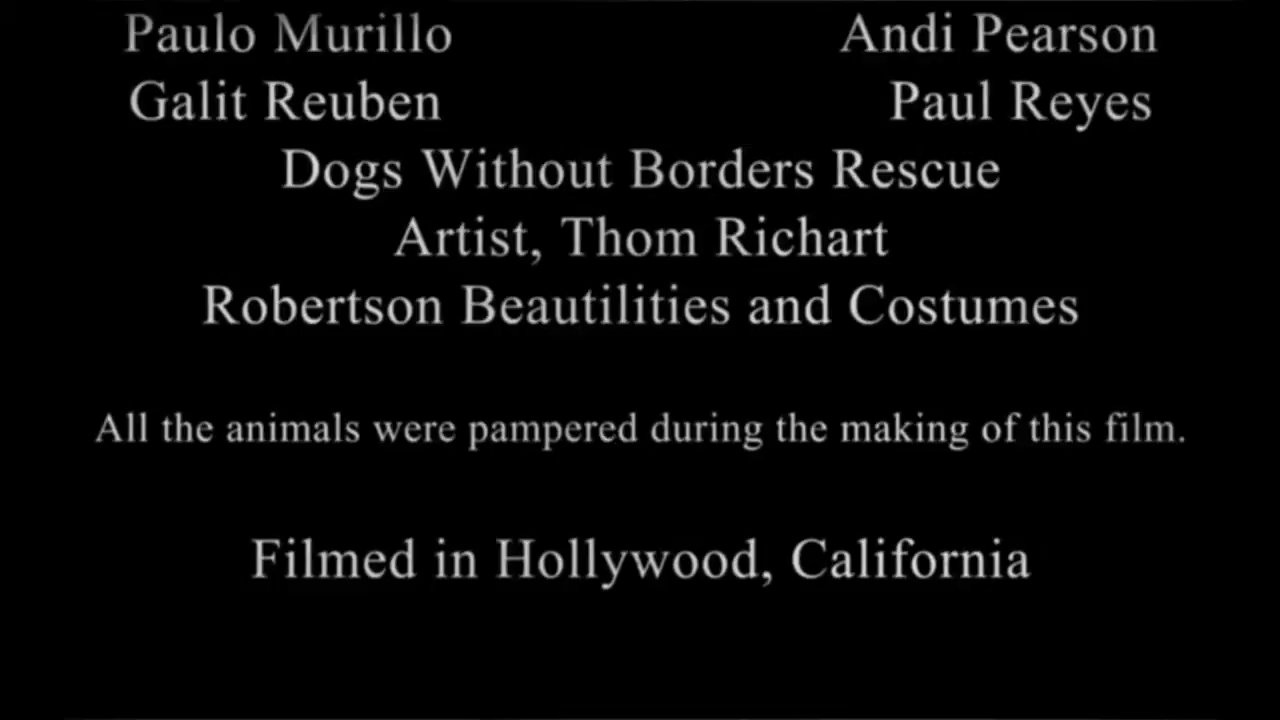 Paulo Murillo Andi Pearson
Galit Reuben Paul Reyes
Dogs Without Borders Rescue
Artist, Thom Richart
Robertson Beautilities and Costumes
All the animals were pampered during the making of this film.
Filmed in Hollywood, California